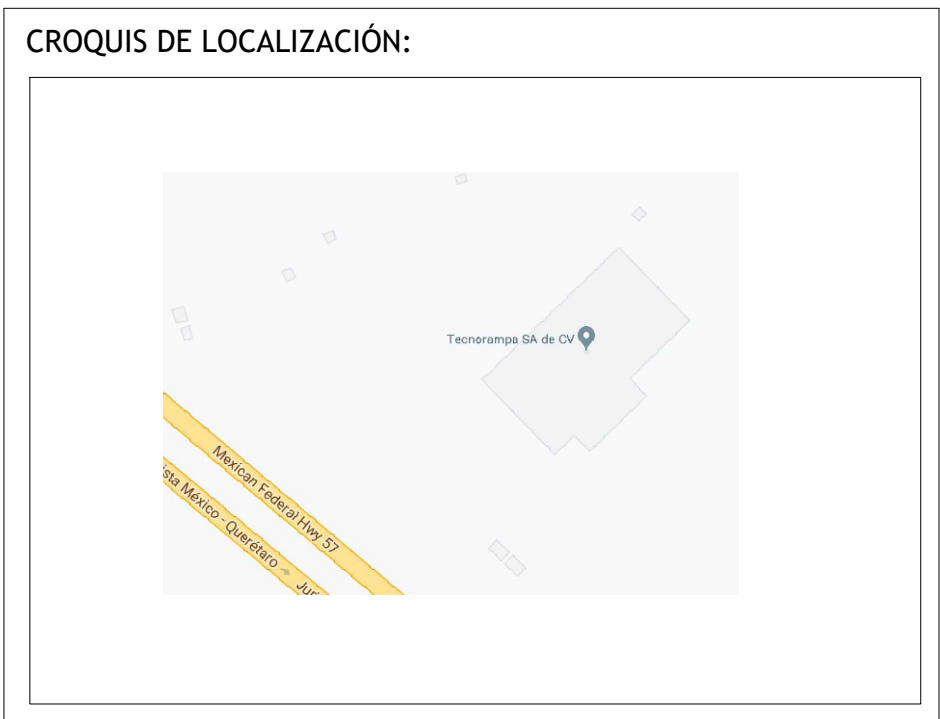 CROQUIS DE LOCALIZACIÓN:
Tecnorampa SA de CV
Mexican Federal Hwy 57
ista México - Querétaro